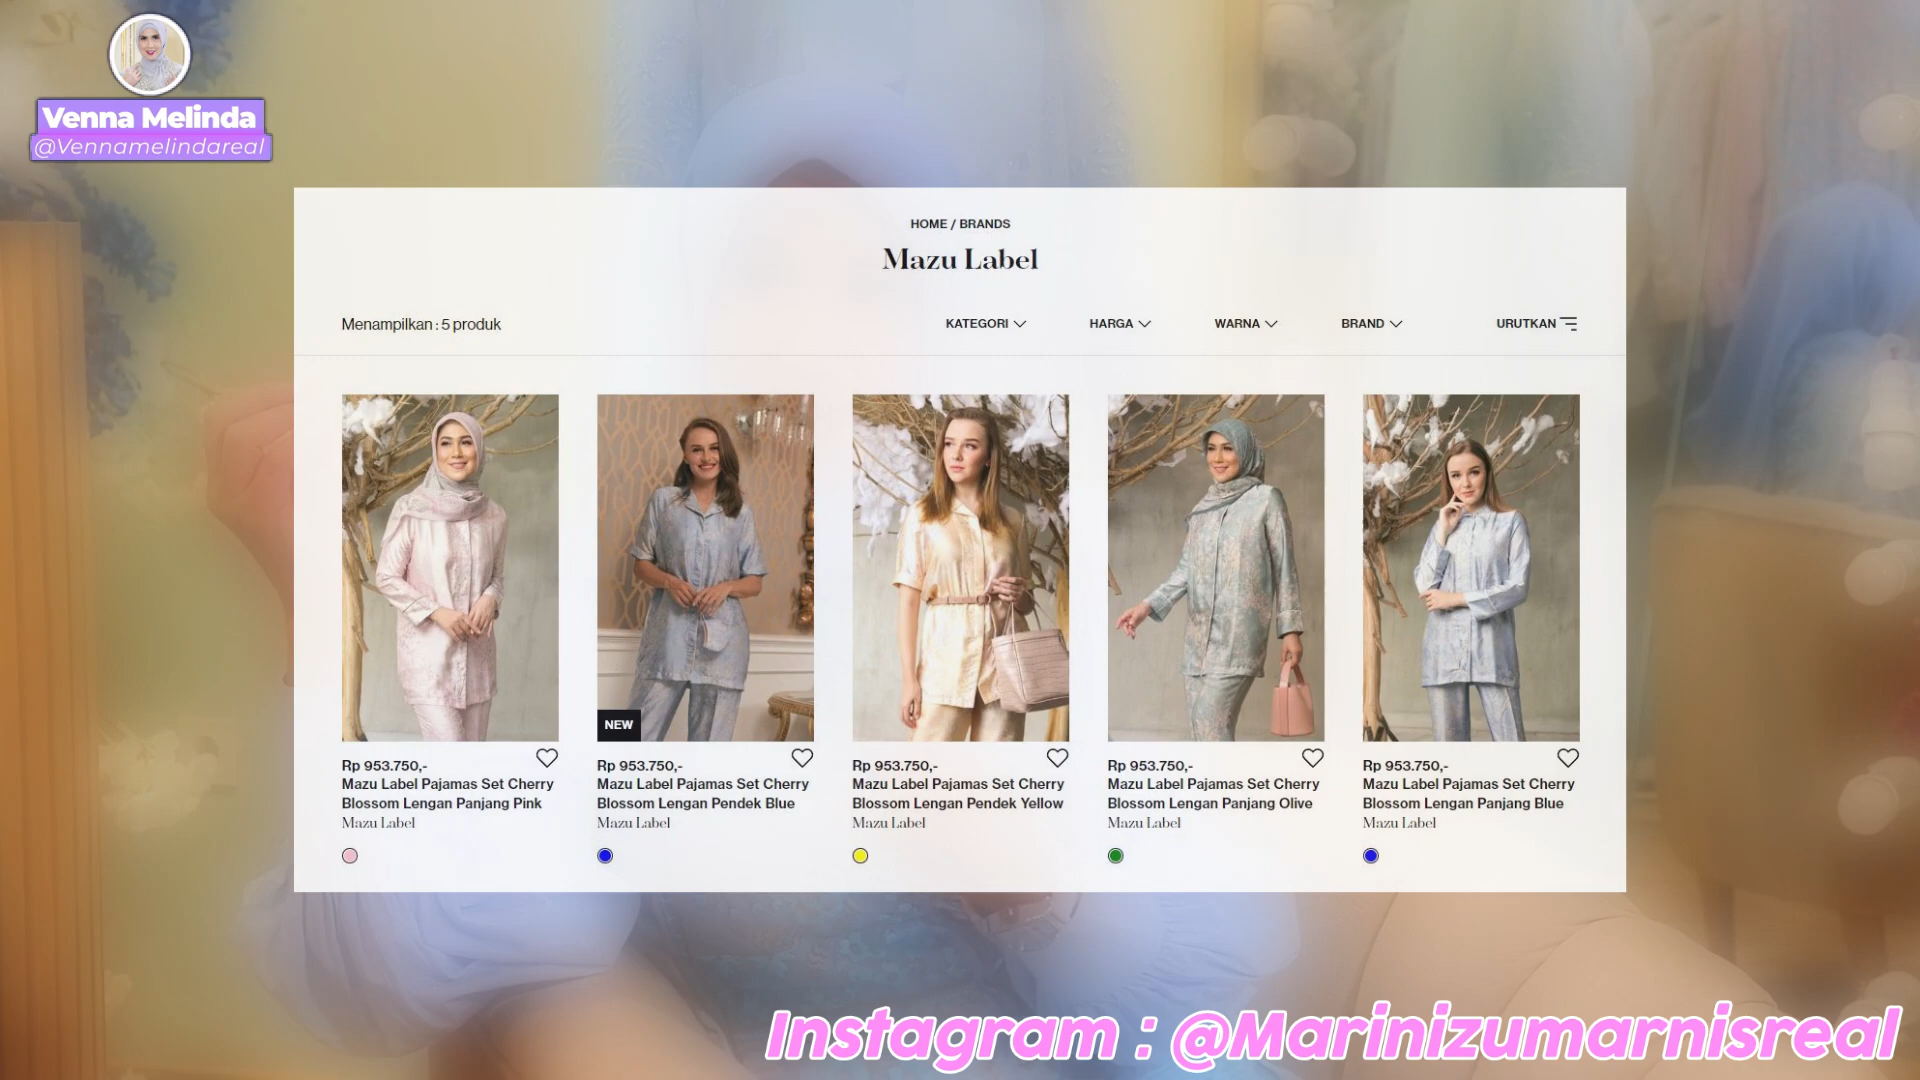 Venna Melinda
@Vennamelindareal
HOME / BRANDS
Mazu Label
Menampilkan : 5 produk
KATEGORI
HARGA
WARNA
BRAND
URUTKAN
NEW
Rp 953.750,-
Mazu Label Pajamas Set Cherry
Blossom Lengan Panjang Pink
Mazu Label
Rp 953.750,-
Mazu Label Pajamas Set Cherry
Blossom Lengan Pendek Blue
Mazu Label
Rp 953.750,-
Mazu Label Pajamas Set Cherry
Blossom Lengan Pendek Yellow
Mazu Label
Rp 953.750,-
Mazu Label Pajamas Set Cherry
Blossom Lengan Panjang Olive
Mazu Label
Rp 953.750,-
Mazu Label Pajamas Set Cherry
Blossom Lengan Panjang Blue
Mazu Label
Instagram : @Marinizumarnisreal